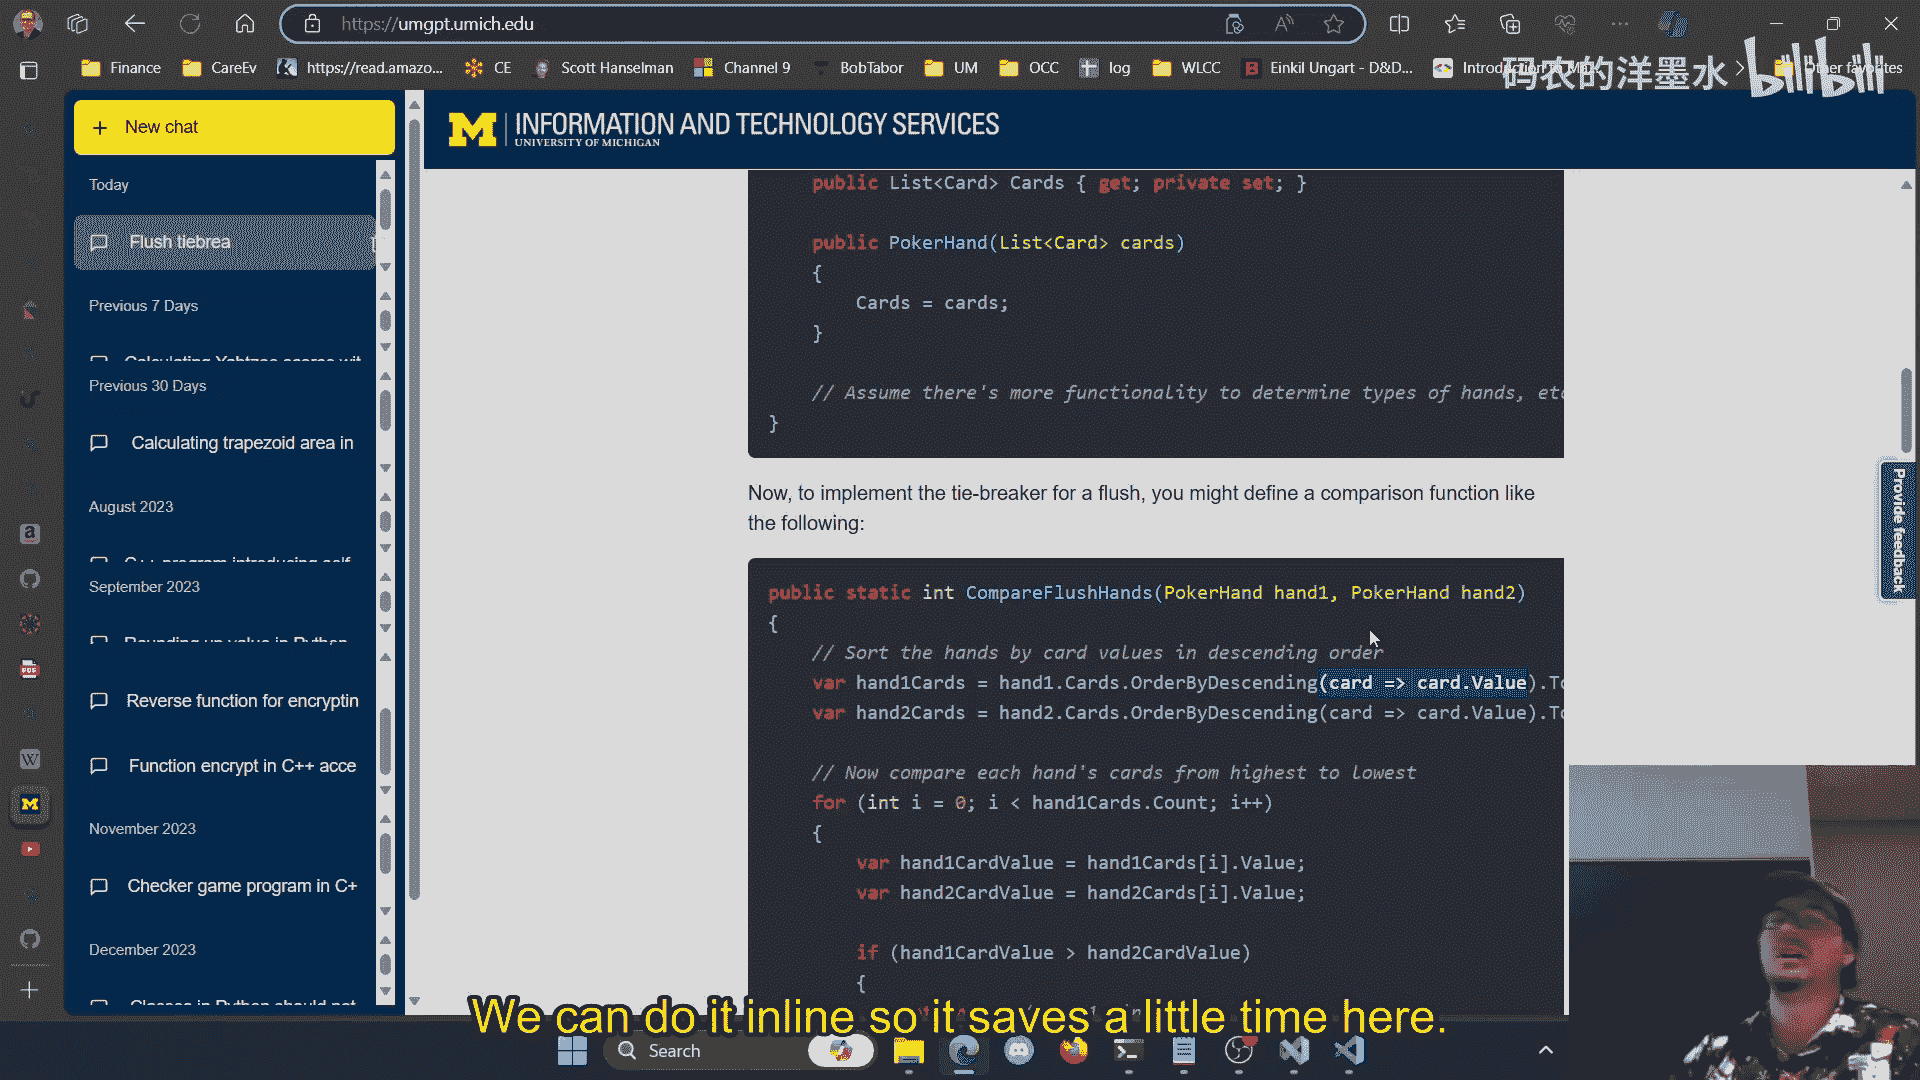 https://umgpt.umich.edu
Finance
CareEv
https://read.amazo...
CE
Scott Hanselman
Channel 9
BobTabor
UM
OCC
log
WLCC
Einkil Ungart - D&D...
Other favorites
码农的洋墨水
bilibili
New chat
INFORMATION AND TECHNOLOGY SERVICES
UNIVERSITY OF MICHIGAN
Today
Flush tiebrea
Previous 7 Days
Previous 30 Days
Calculating trapezoid area in
August 2023
September 2023
Reverse function for encryptin
Function encrypt in C++ acce
November 2023
Checker game program in C+
December 2023
public List<Card> Cards { get; private set; }
public PokerHand(List<Card> cards)
{
Cards = cards;
}
// Assume there's more functionality to determine types of hands, etc
}
Now, to implement the tie-breaker for a flush, you might define a comparison function like
the following:
public static int CompareFlushHands(PokerHand hand1, PokerHand hand2)
{
// Sort the hands by card values in descending order
var hand1Cards = hand1.Cards.OrderByDescending(card => card.Value).To
var hand2Cards = hand2.Cards.OrderByDescending(card => card.Value).To
// Now compare each hand's cards from highest to lowest
for (int i = 0; i < hand1Cards.Count; i++)
{
var hand1CardValue = hand1Cards[i].Value;
var hand2CardValue = hand2Cards[i].Value;
if (hand1CardValue > hand2CardValue)
{
Provide feedback
We can do it inline so it saves a little time here.
Search